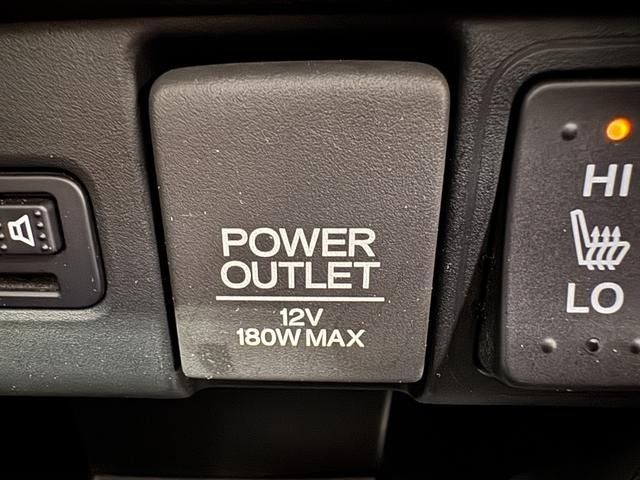 POWER
OUTLET
12V
180W MAX
HI
LO